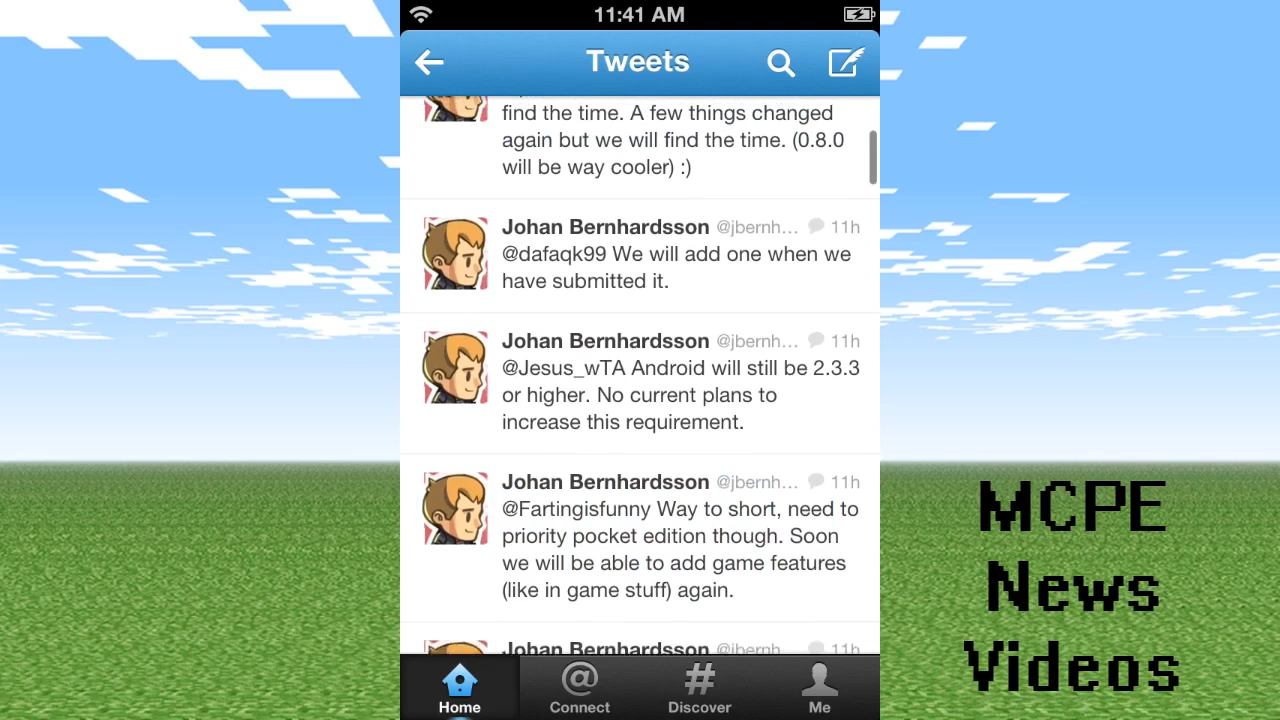 11:41 AM
Tweets
find the time. A few things changed
again but we will find the time. (0.8.0
will be way cooler) :)
Johan Bernhardsson @jbernh... 11h
@dafaqk99 We will add one when we
have submitted it.
Johan Bernhardsson @jbernh... 11h
@Jesus_wTA Android will still be 2.3.3
or higher. No current plans to
increase this requirement.
Johan Bernhardsson @jbernh... 11h
@Fartingisfunny Way to short, need to
priority pocket edition though. Soon
we will be able to add game features
(like in game stuff) again.
Johan Bernhardsson @jbernh... 11h
Home Connect Discover Me
MCPE
News
Videos